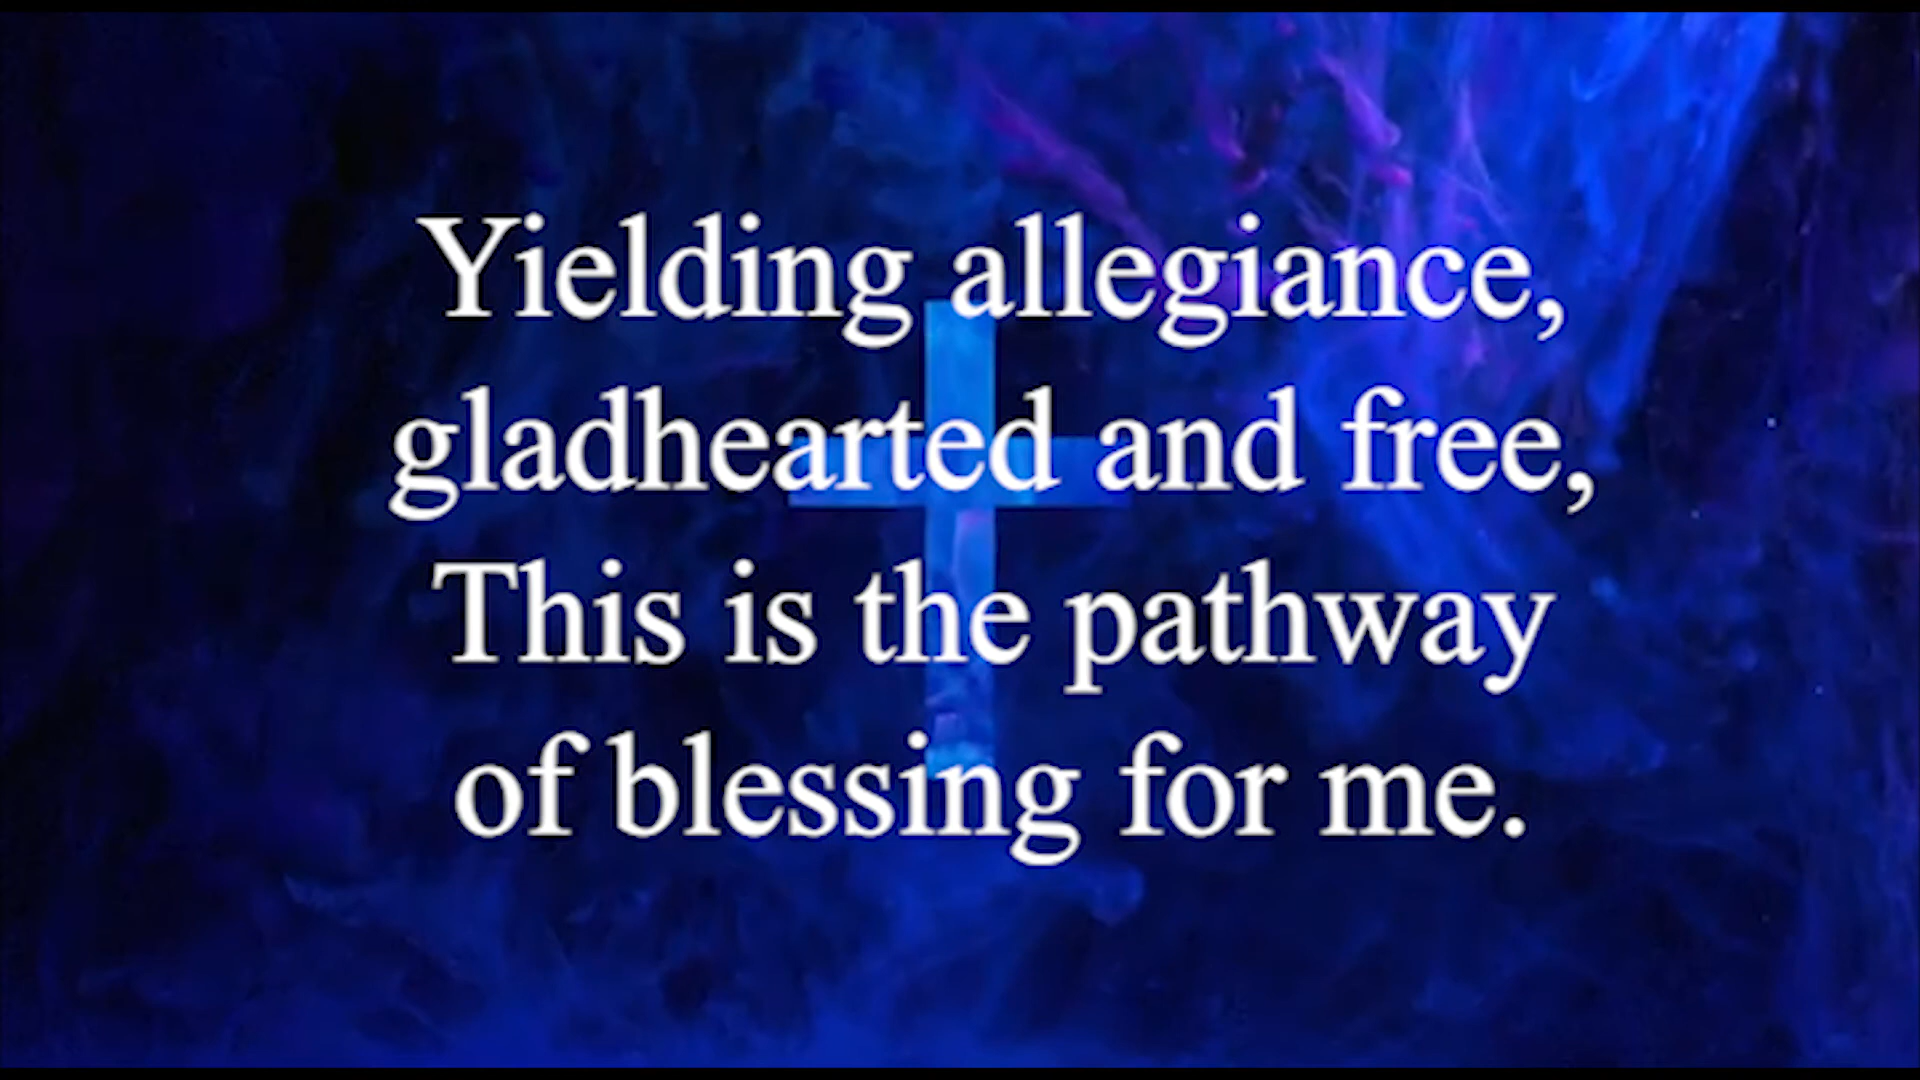 Yielding allegiance,
gladhearted and free,
This is the pathway
of blessing for me.